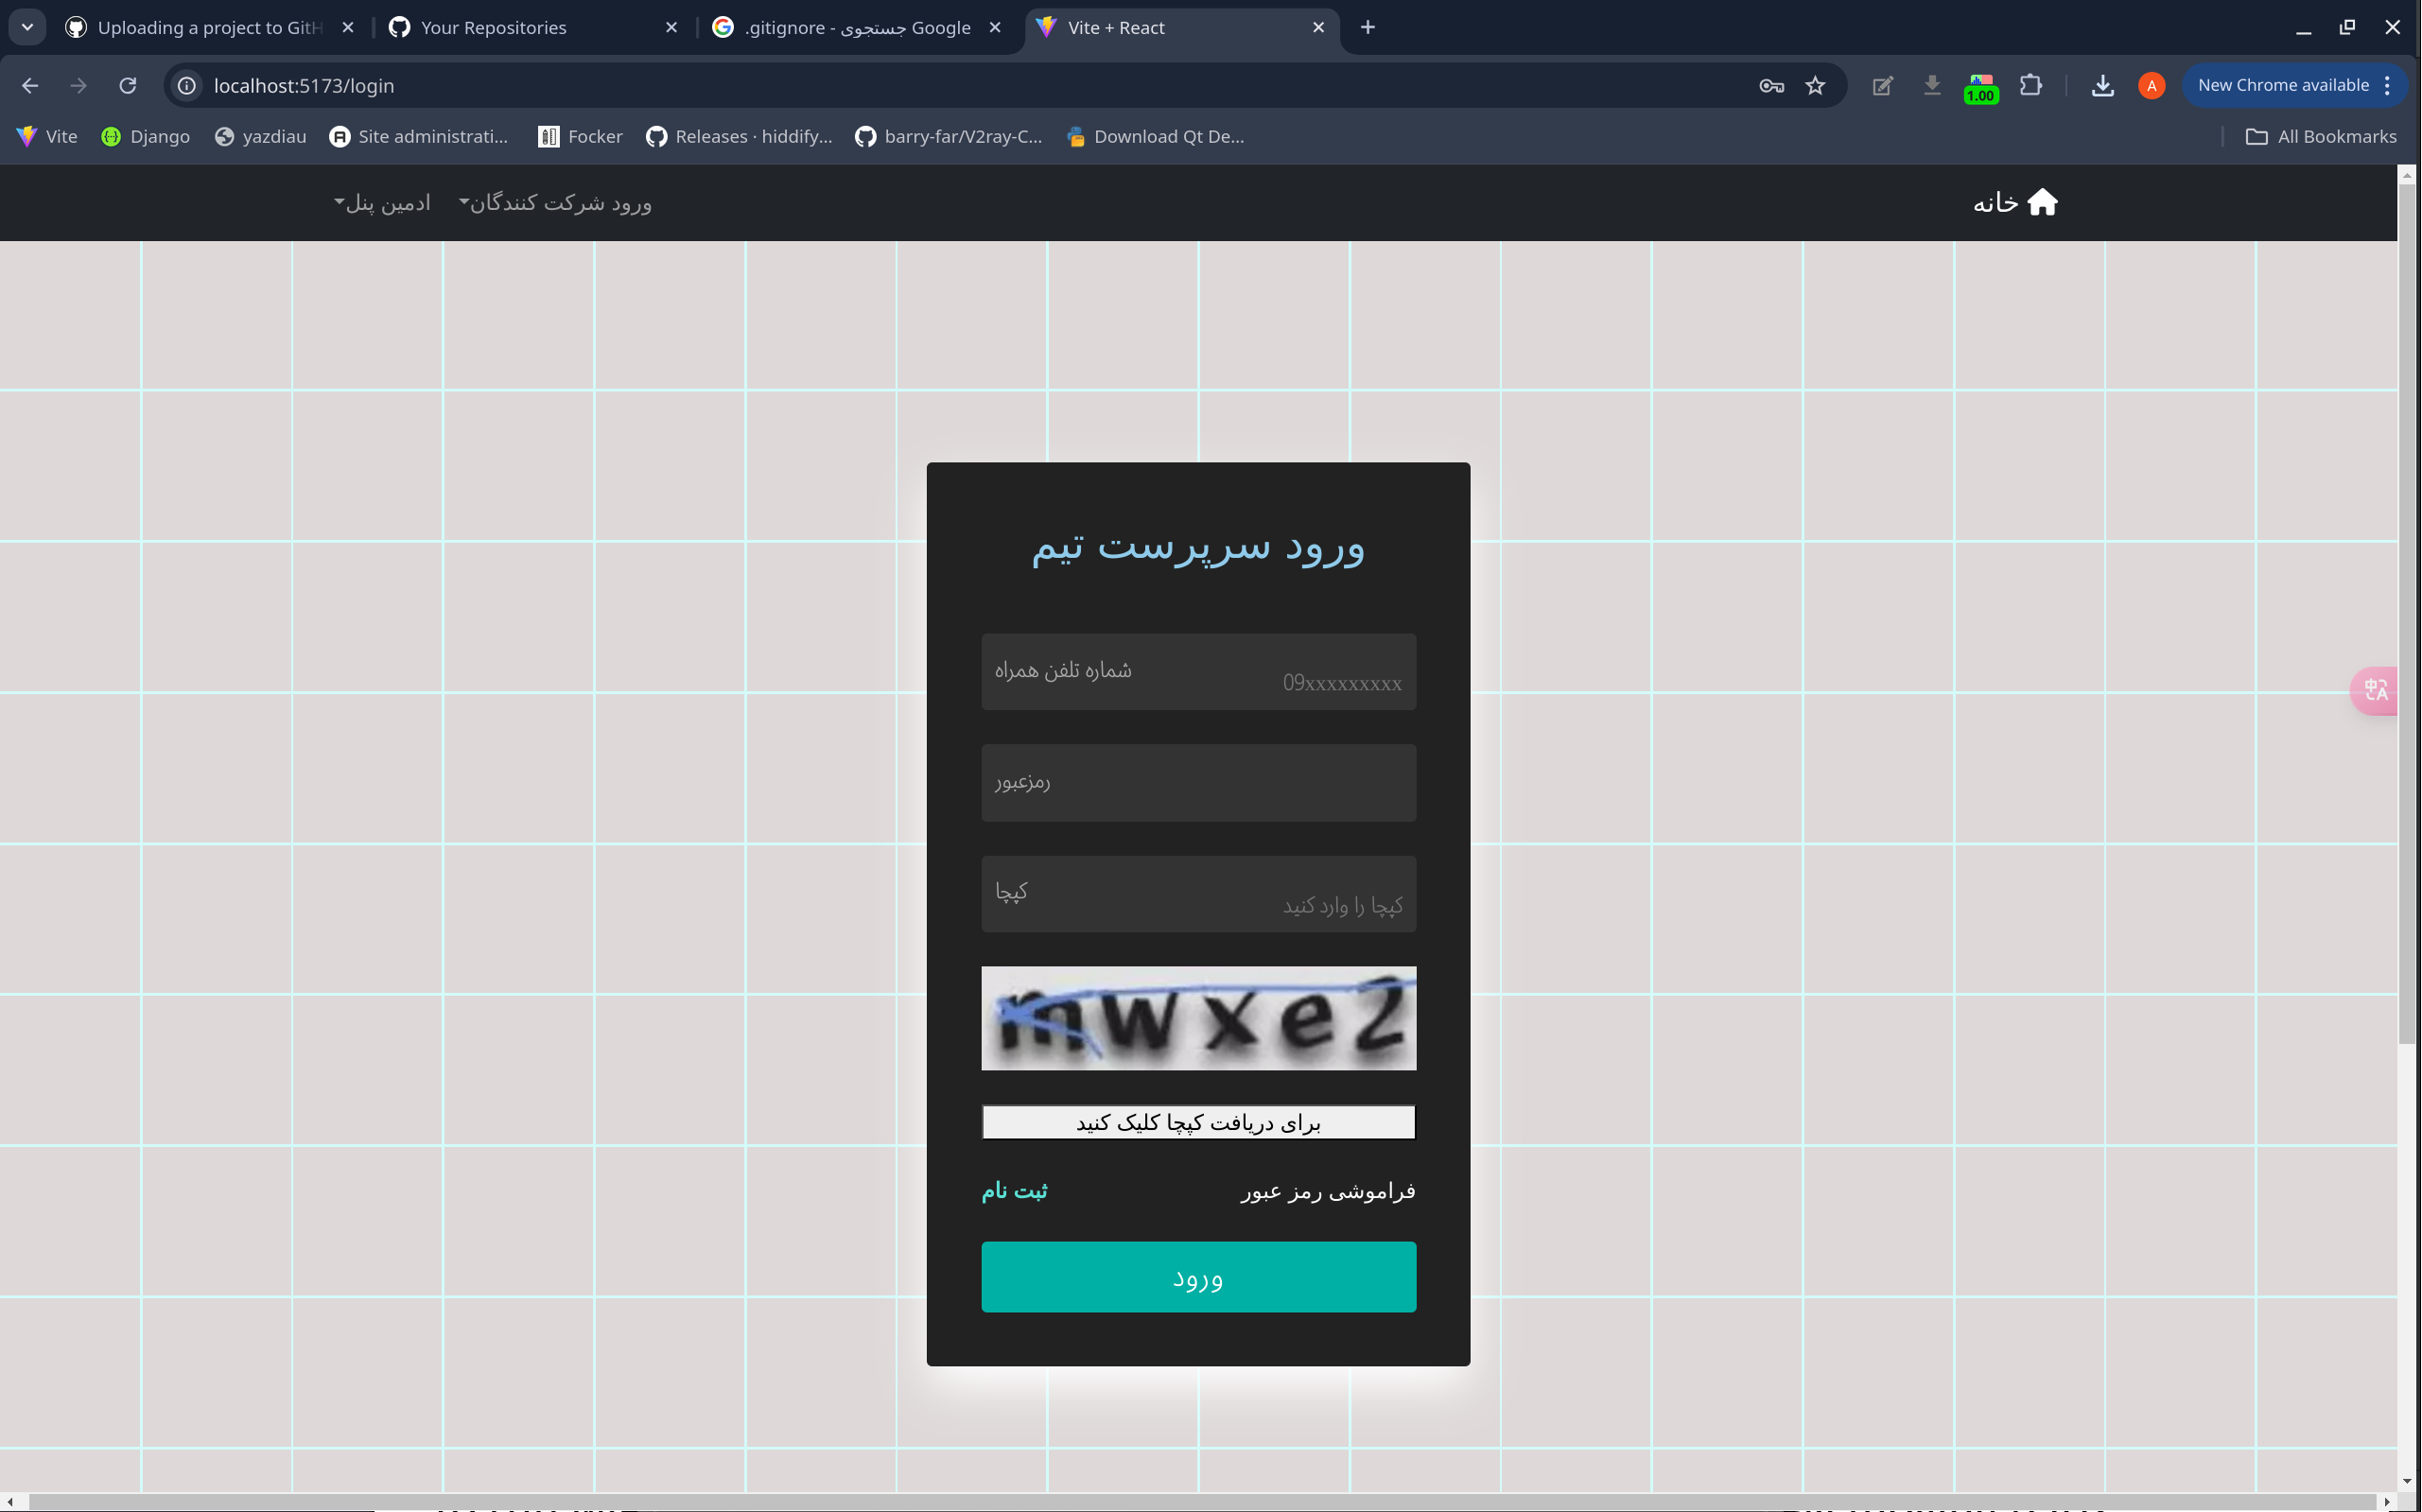 Uploading a project to GitH
Your Repositories
.gitignore - جستجوی Google
Vite + React
localhost:5173/login
1.00
A
New Chrome available
Vite
Django
yazdiau
Site administrati...
Focker
Releases · hiddify...
barry-far/V2ray-C...
Download Qt De...
All Bookmarks
خانه
ورود شرکت کنندگان
ادمین پنل
ورود سرپرست تیم
شماره تلفن همراه
09xxxxxxxxx
رمزعبور
کپچا
کپچا را وارد کنید
mwxe2
برای دریافت کپچا کلیک کنید
فراموشی رمز عبور
ثبت نام
ورود